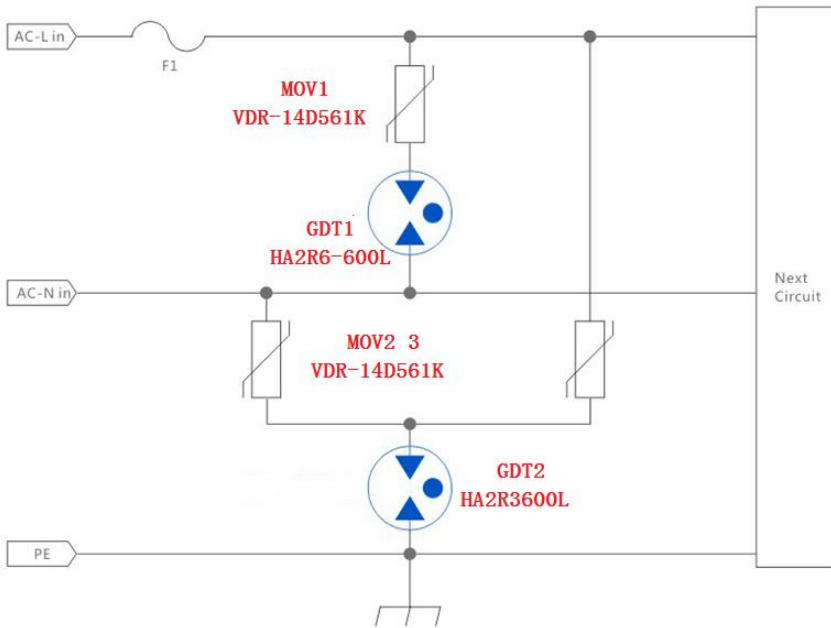 AC-L in
F1
MOV1
VDR-14D561K
GDT1
HA2R6-600L
AC-N in
Next
Circuit
MOV2 3
VDR-14D561K
GDT2
HA2R3600L
PE